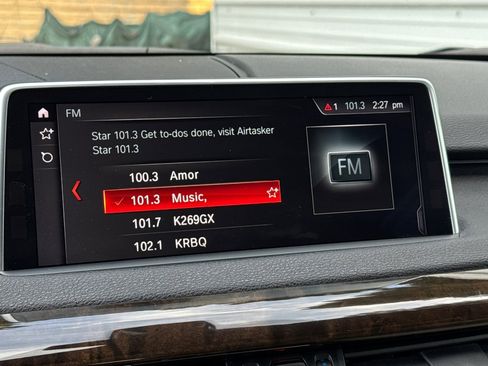 FM
1 101.3 2:27 pm
Star 101.3 Get to-dos done, visit Airtasker
Star 101.3
100.3 Amor
101.3 Music,
101.7 K269GX
102.1 KRBQ
FM